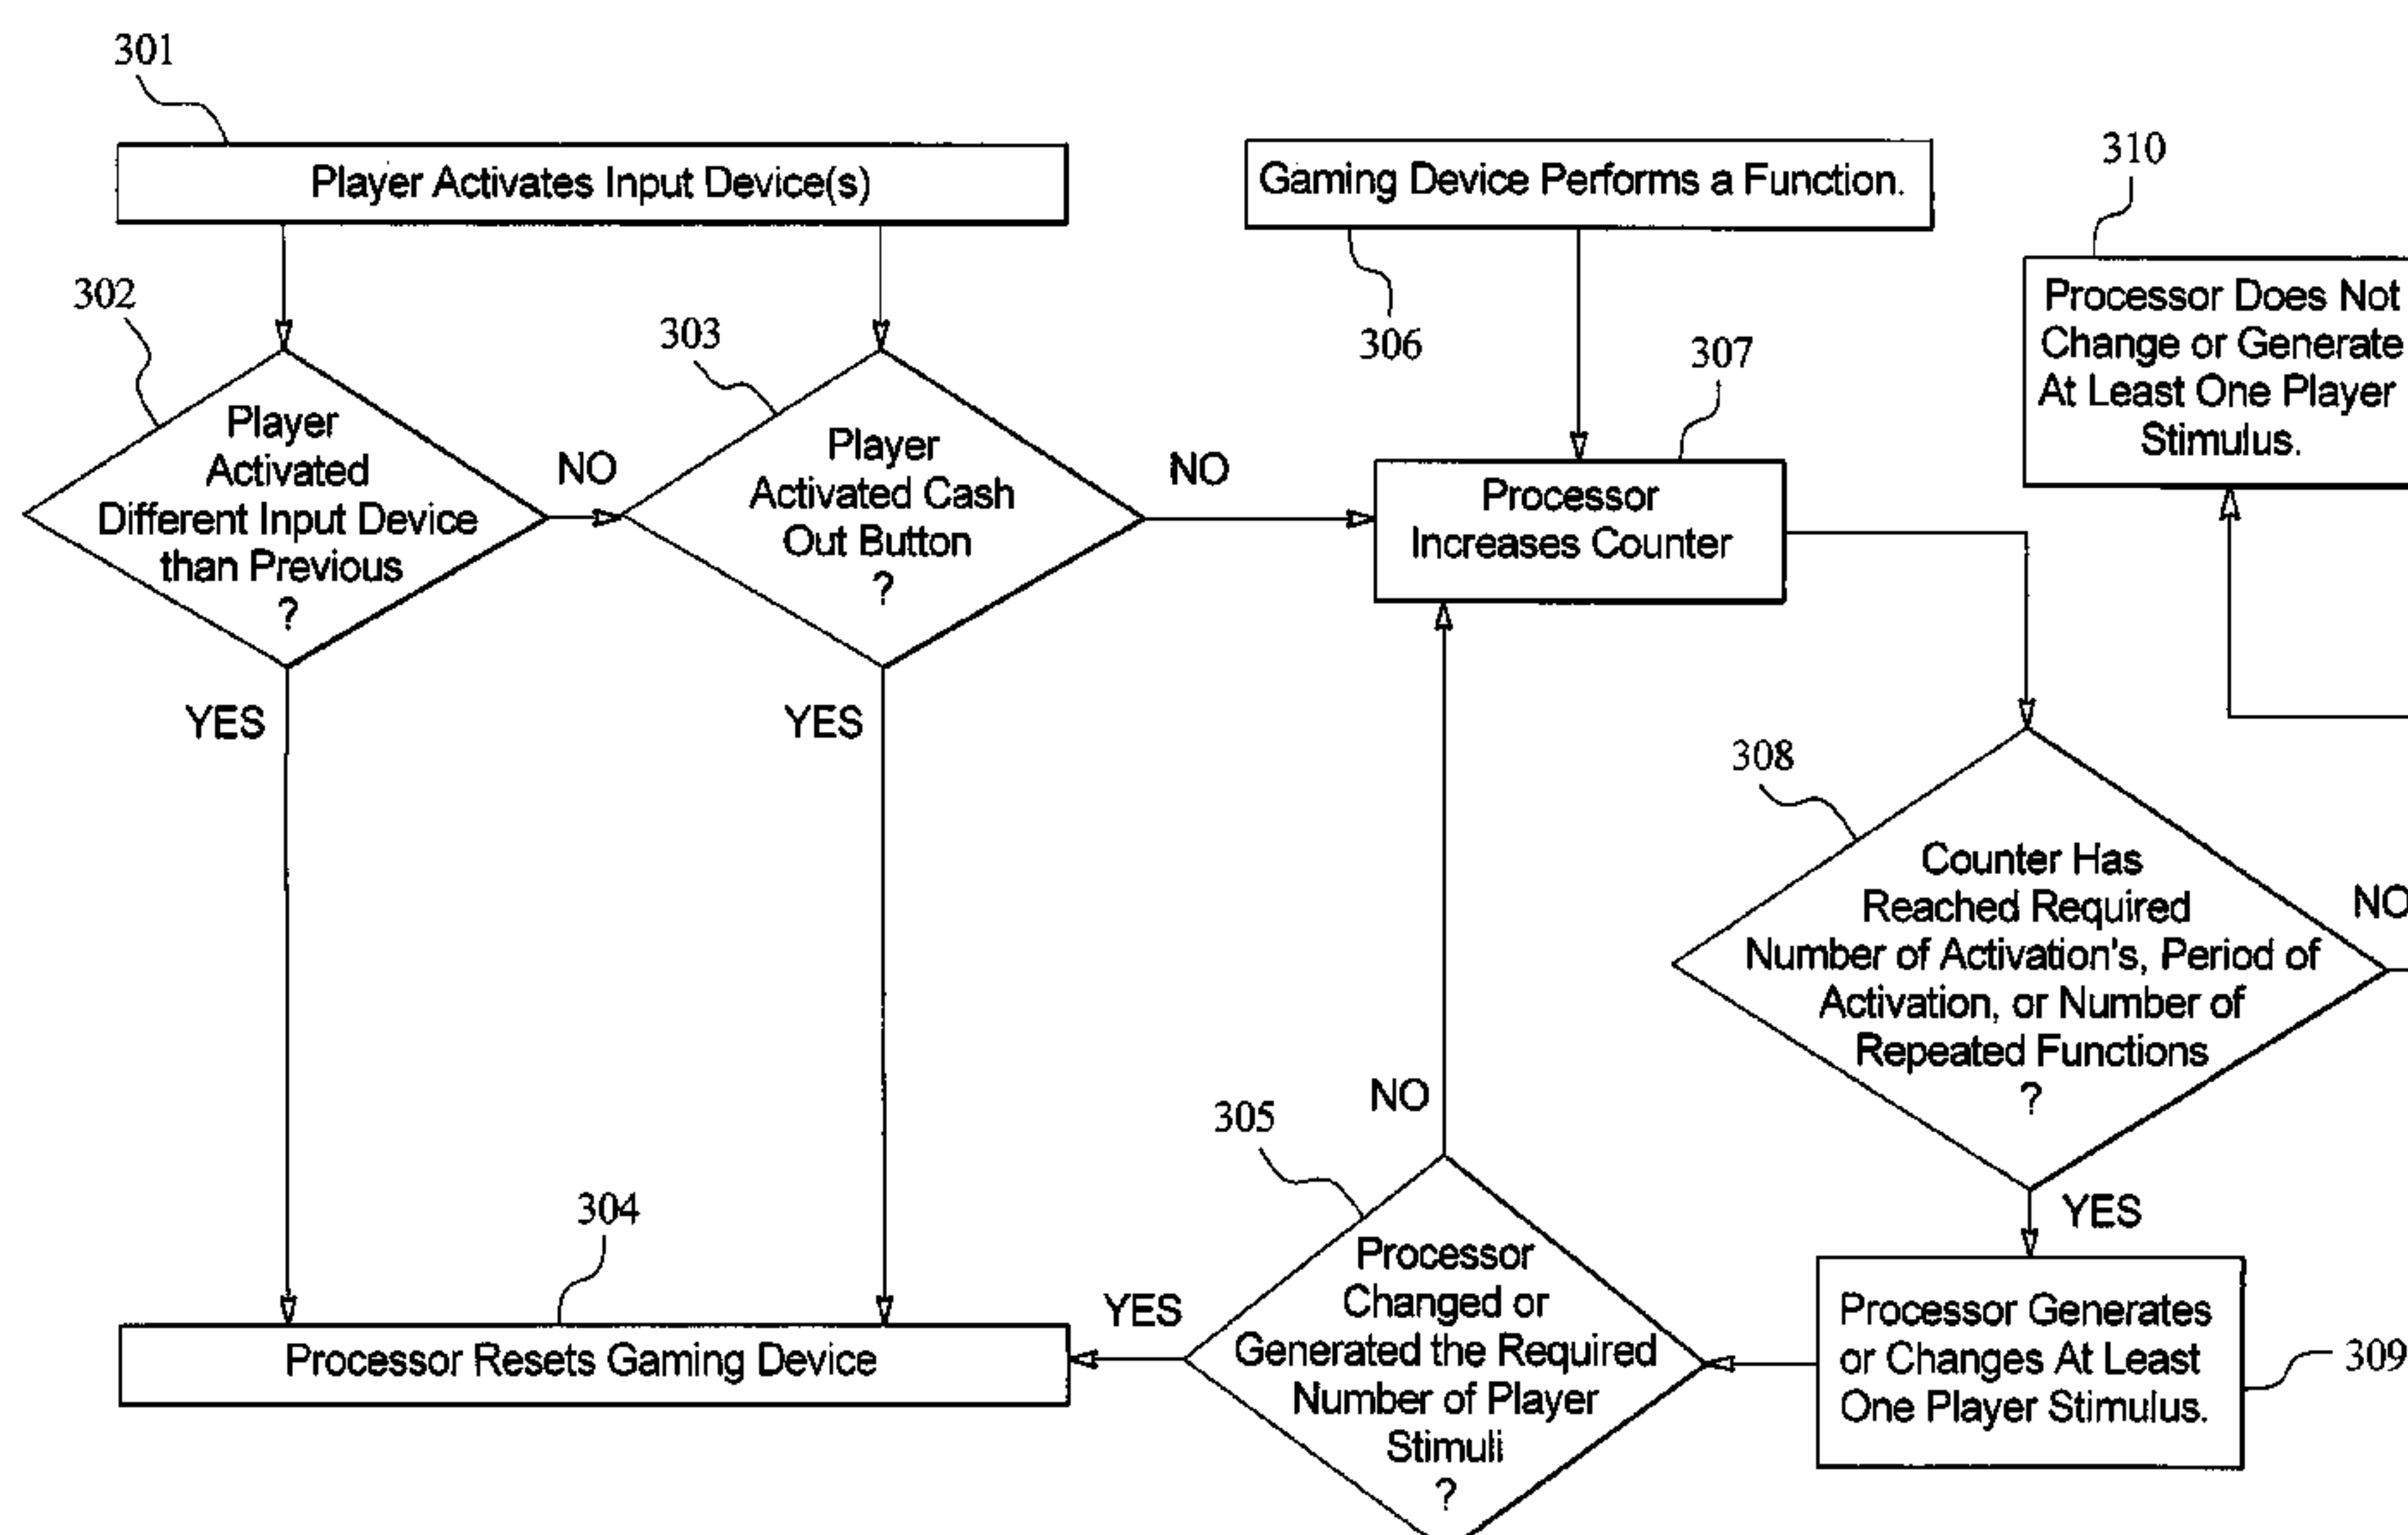 301
Player Activates Input Device(s)
302
Player
Activated
Different Input Device
than Previous
?
NO
YES
303
Player
Activated Cash
Out Button
?
NO
YES
304
Processor Resets Gaming Device
Gaming Device Performs a Function.
306
307
Processor
Increases Counter
310
Processor Does Not
Change or Generate
At Least One Player
Stimulus.
308
Counter Has
Reached Required
Number of Activation's, Period of
Activation, or Number of
Repeated Functions
?
NO
YES
Processor Generates
or Changes At Least
One Player Stimulus.
309
305
Processor
Changed or
Generated the Required
Number of Player
Stimuli
?
NO
YES